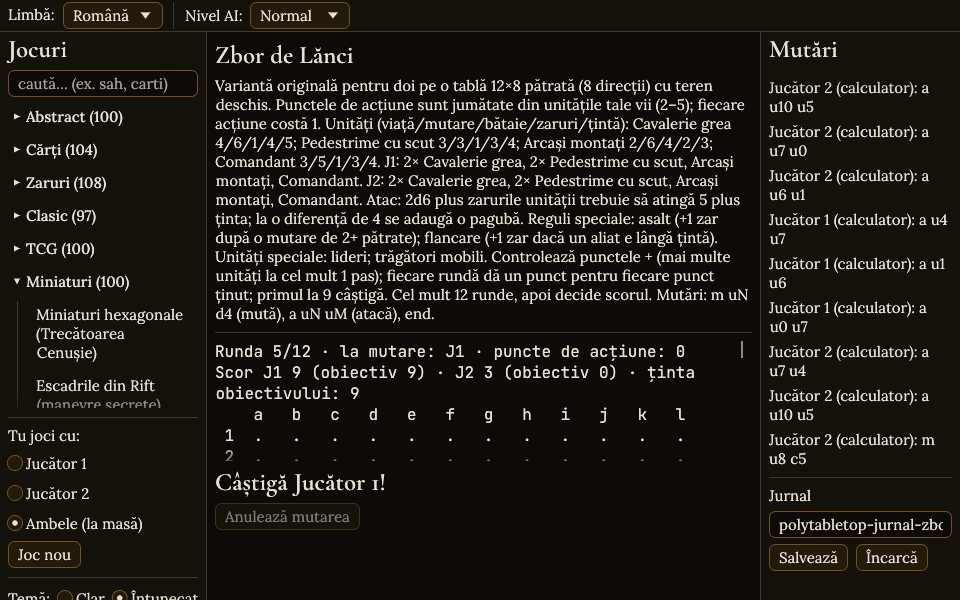 Limbă:
Română
Nivel AI:
Normal
Jocuri
caută... (ex. sah, carti)
Abstract (100)
Cărți (104)
Zaruri (108)
Clasic (97)
TCG (100)
Miniaturi (100)
Miniaturi hexagonale
(Trecătoarea
Cenușie)
Escadrile din Rift
(manevre secrete)
Tu joci cu:
Jucător 1
Jucător 2
Ambele (la masă)
Joc nou
Temă:
Clar
Întunecat
Zbor de Lănci
Variantă originală pentru doi pe o tablă 12×8 pătrată (8 direcții) cu teren
deschis. Punctele de acțiune sunt jumătate din unitățile tale vii (2–5); fiecare
acțiune costă 1. Unități (viață/mutare/bătaie/zaruri/țintă): Cavalerie grea
4/6/1/4/5; Pedestrime cu scut 3/3/1/3/4; Arcași montați 2/6/4/2/3;
Comandant 3/5/1/3/4. J1: 2× Cavalerie grea, 2× Pedestrime cu scut, Arcași
montați, Comandant. J2: 2× Cavalerie grea, 2× Pedestrime cu scut, Arcași
montați, Comandant. Atac: 2d6 plus zarurile unității trebuie să atingă 5 plus
ținta; la o diferență de 4 se adaugă o pagubă. Reguli speciale: asalt (+1 zar
după o mutare de 2+ pătrate); flancare (+1 zar dacă un aliat e lângă țintă).
Unități speciale: lideri; trăgători mobili. Controlează punctele + (mai multe
unități la cel mult 1 pas); fiecare rundă dă un punct pentru fiecare punct
ținut; primul la 9 câștigă. Cel mult 12 runde, apoi decide scorul. Mutări: m uN
d4 (mută), a uN uM (atacă), end.
Runda 5/12 · la mutare: J1 · puncte de acțiune: 0
Scor J1 9 (obiectiv 9) · J2 3 (obiectiv 0) · ținta
obiectivului: 9
a b c d e f g h i j k l
1 . . . . . . . . . . . .
2 . . . . . . . . . . . .
Câștigă Jucător 1!
Anulează mutarea
Mutări
Jucător 2 (calculator): a
u10 u5
Jucător 2 (calculator): a
u7 u0
Jucător 2 (calculator): a
u6 u1
Jucător 1 (calculator): a u4
u7
Jucător 1 (calculator): a u1
u6
Jucător 1 (calculator): a
u0 u7
Jucător 2 (calculator): a
u7 u4
Jucător 2 (calculator): a
u10 u5
Jucător 2 (calculator): m
u8 c5
Jurnal
polytabletop-jurnal-zbo
Salvează
Încarcă